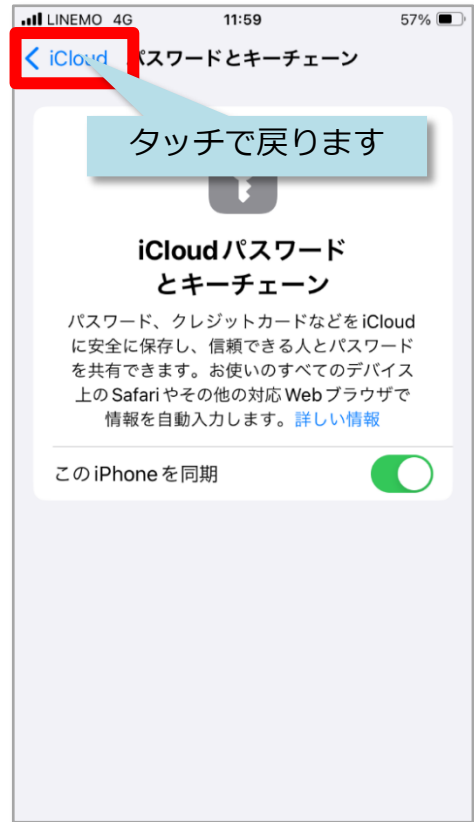 LINEMO 4G 11:59 57%
iCloud パスワードとキーチェーン
タッチで戻ります
iCloudパスワード
とキーチェーン
パスワード、クレジットカードなどをiCloud
に安全に保存し、信頼できる人とパスワード
を共有できます。お使いのすべてのデバイス
上のSafariやその他の対応Webブラウザで
情報を自動入力します。詳しい情報
このiPhoneを同期